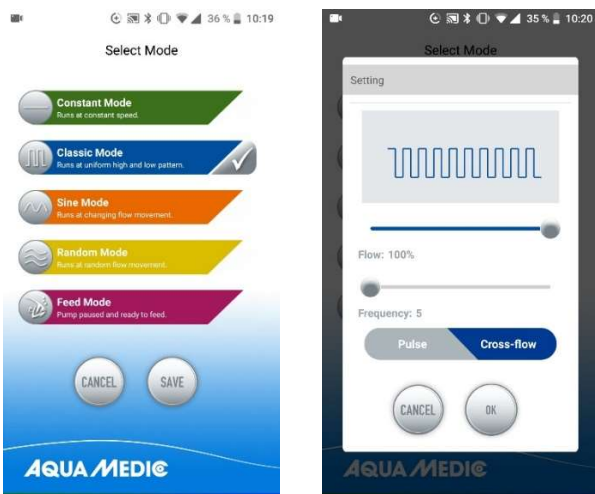 36 % 10:19
Select Mode
Constant Mode
Runs at constant speed.
Classic Mode
Runs at uniform high and low pattern.
Sine Mode
Runs at changing flow movement.
Random Mode
Runs at random flow movement.
Feed Mode
Pump paused and ready to feed.
CANCEL SAVE
AQUA MEDIC
35 % 10:20
Select Mode
Setting
Flow: 100%
Frequency: 5
Pulse Cross-flow
CANCEL OK
AQUA MEDIC